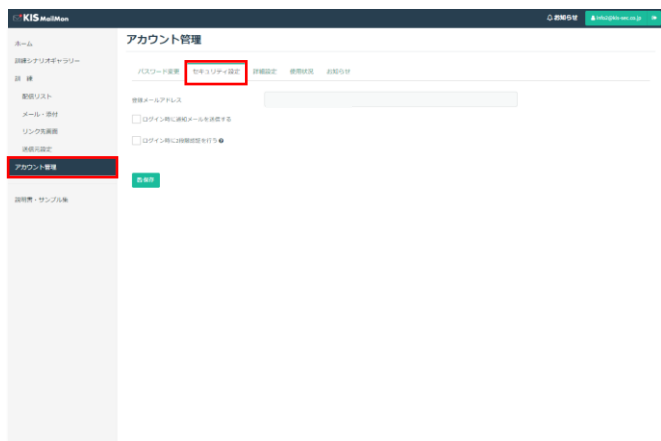 KIS MailMon
お知らせ
ホーム
訓練シナリオギャラリー
訓 練
配信リスト
メール・添付
リンク先画面
送信元設定
アカウント管理
説明書・サンプル集
アカウント管理
パスワード変更 セキュリティ設定 詳細設定 使用状況 お知らせ
登録メールアドレス
ログイン時に通知メールを送信する
ログイン時に2段階認証を行う
保存